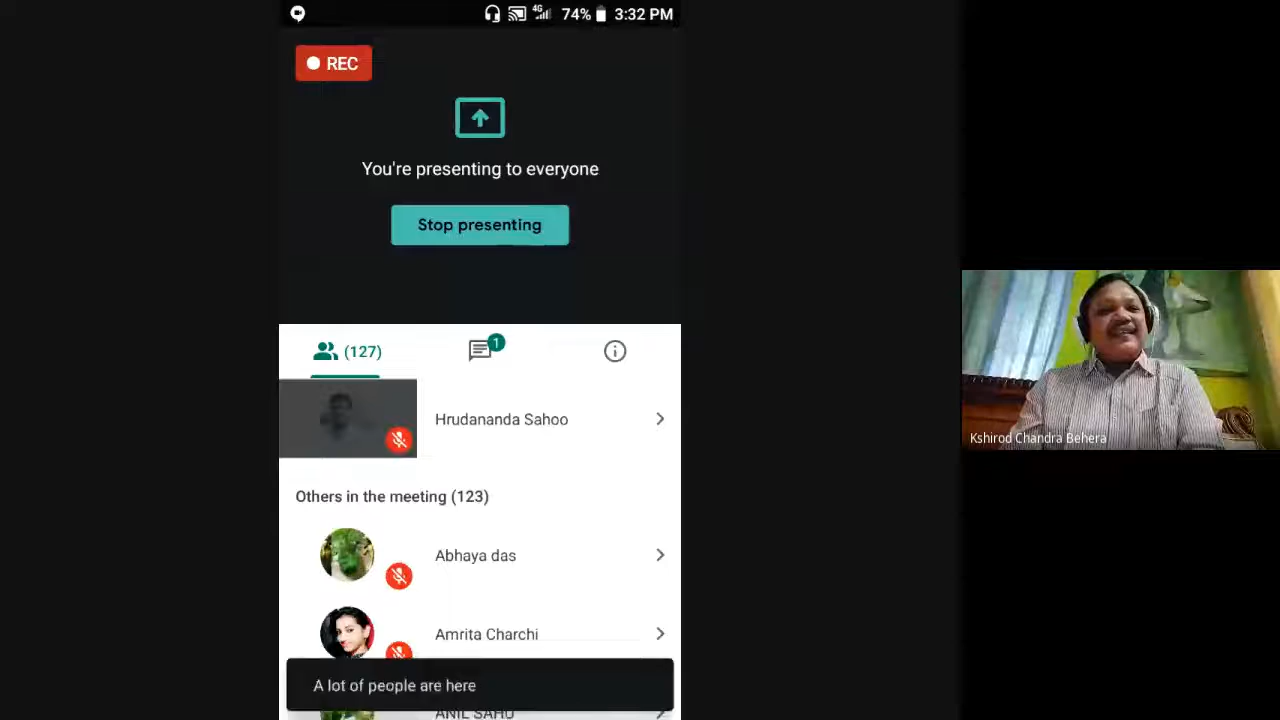 74% 3:32 PM
4G
REC
You're presenting to everyone
Stop presenting
(127)
1
Hrudananda Sahoo
Others in the meeting (123)
Abhaya das
Amrita Charchi
A lot of people are here
ANIL SAHU
Kshirod Chandra Behera